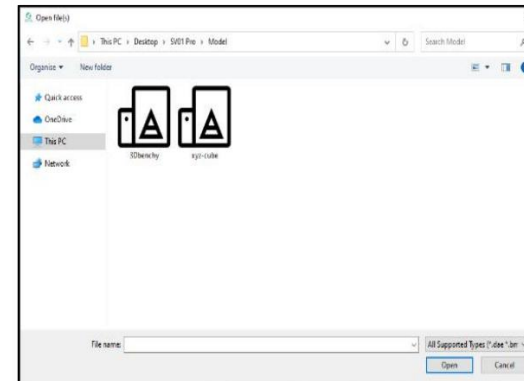 Open file(s)
This PC › Desktop › SV01 Pro › Model
Search Model
Organise
New folder
Quick access
OneDrive
This PC
Network
3Dbenchy
xyz-cube
File name:
All Supported Types (*.dae *.bm
Open
Cancel